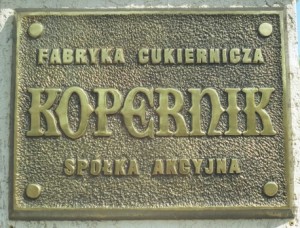 FABRYKA CUKIERNICZA
KOPERNIK
SPÓŁKA AKCYJNA